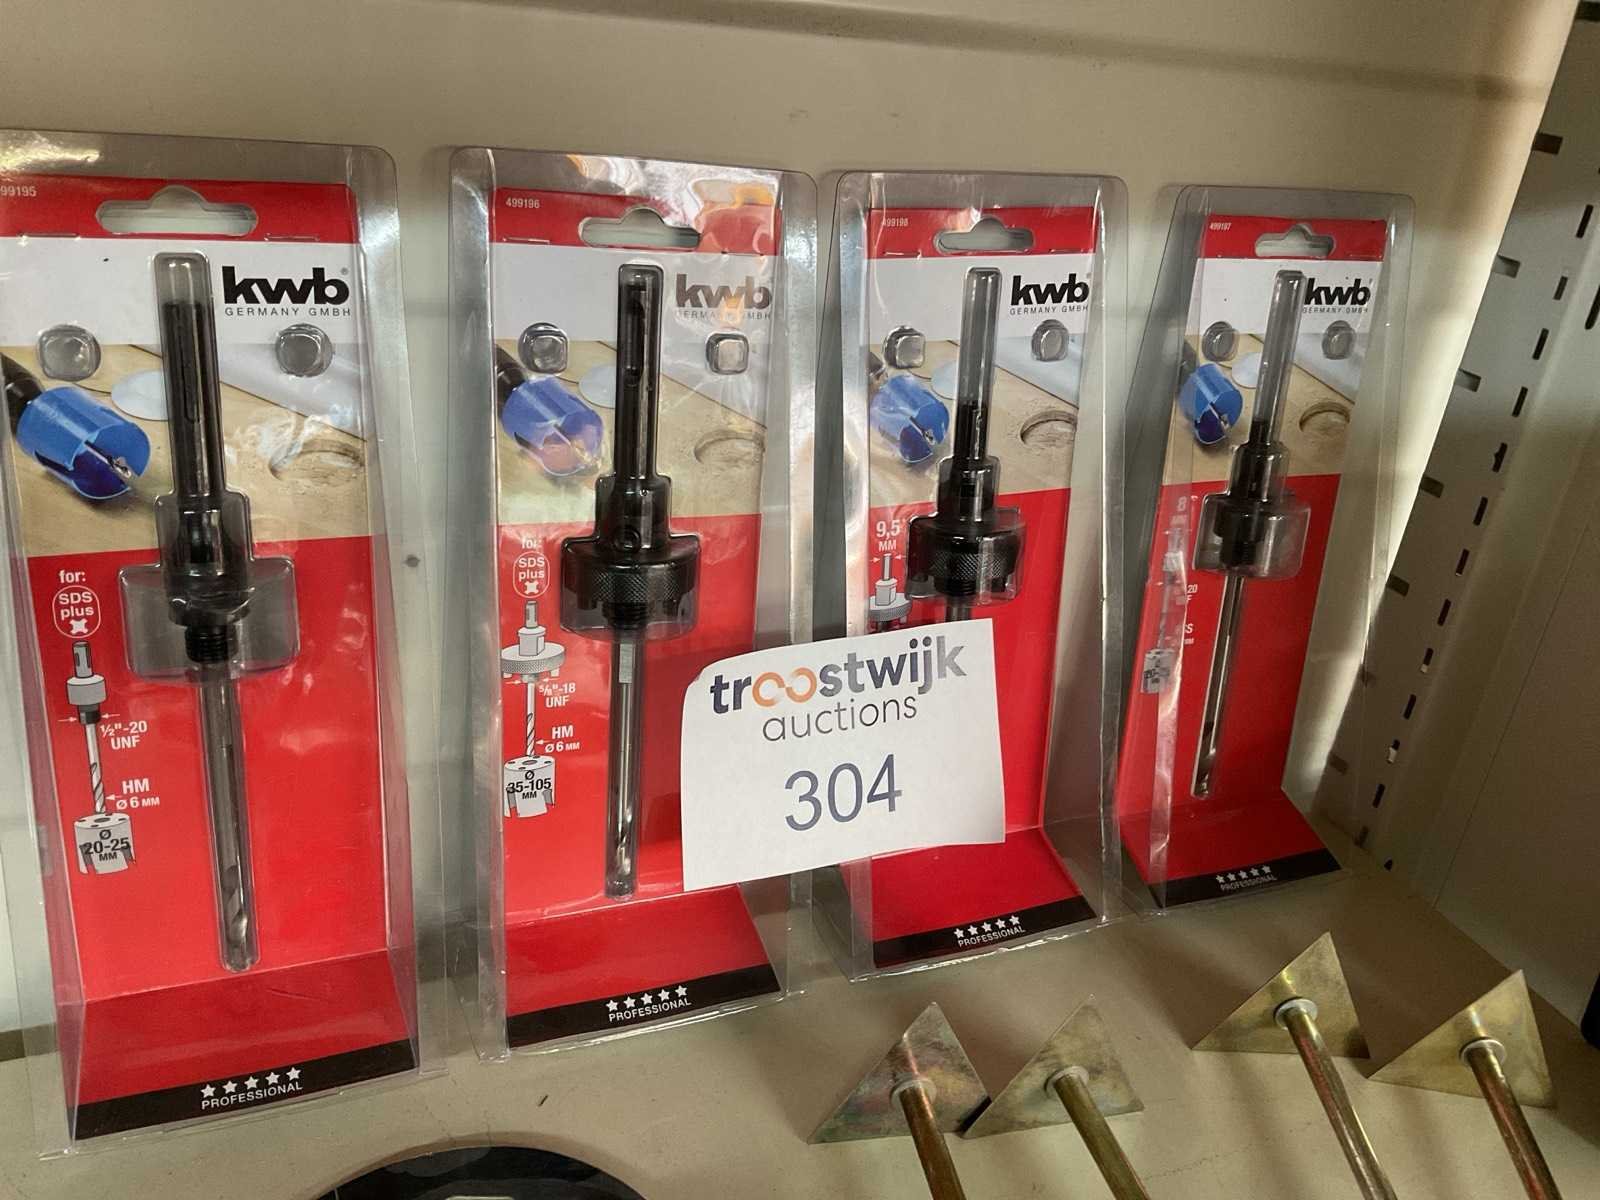 99195
kwb®
GERMANY GMBH
for:
SDS
plus
½"-20
UNF
HM
Ø 6 MM
Ø
20-25
MM
★★★★★
PROFESSIONAL
499196
kwb
GERMANY GMBH
for:
SDS
plus
⅝"-18
UNF
HM
Ø 6 MM
Ø
35-105
MM
★★★★★
PROFESSIONAL
499198
kwb
GERMANY GMBH
9,5
MM
★★★★★
PROFESSIONAL
499197
kwb
GERMANY GMBH
8
MM
★★★★★
PROFESSIONAL
troostwijk
auctions
304